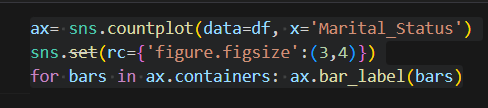 ax= sns.countplot(data=df, x='Marital_Status')
sns.set(rc={'figure.figsize':(3,4)})
for bars in ax.containers: ax.bar_label(bars)